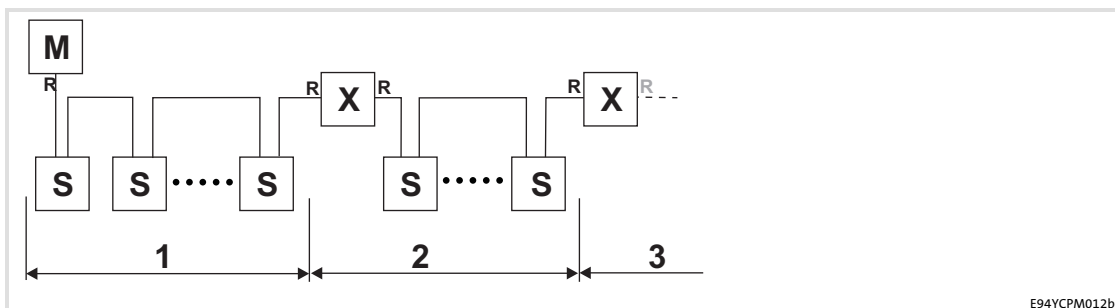 M
R
R X R
R X R
S S S S S
1 2 3
E94YCPM012b